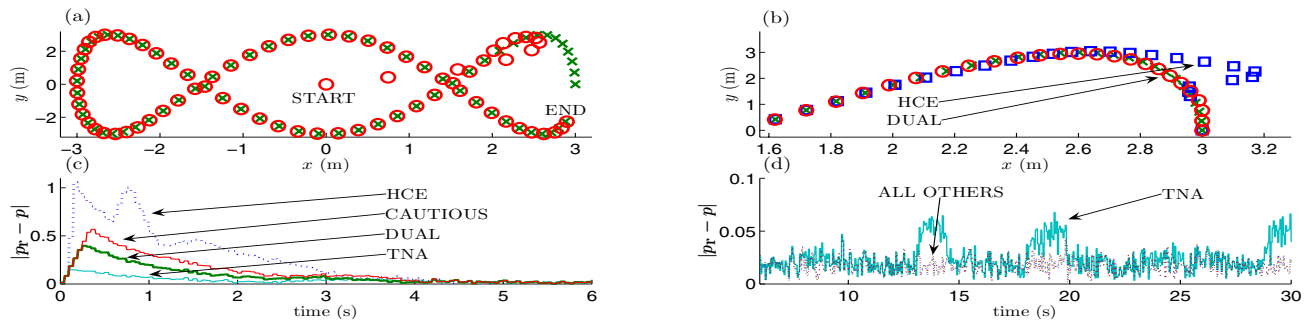 (a)
y (m)
2
0
−2
START
END
−3
−2
−1
0
1
2
3
x (m)
(b)
y (m)
4
3
2
1
0
HCE
DUAL
1.6
1.8
2
2.2
2.4
2.6
2.8
3
3.2
x (m)
(c)
|pr − p|
1
0.5
0
HCE
CAUTIOUS
DUAL
TNA
0
1
2
3
4
5
6
time (s)
(d)
|pr − p|
0.1
0.05
0
ALL OTHERS
TNA
10
15
20
25
30
time (s)